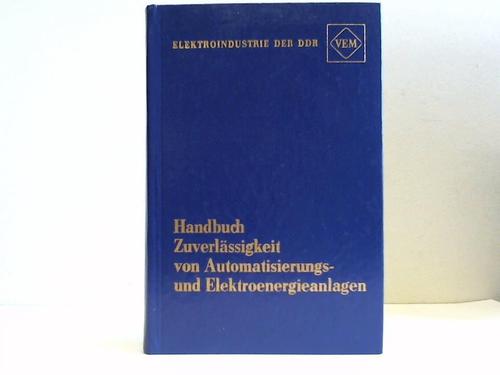 ELEKTROINDUSTRIE DER DDR VEM
Handbuch
Zuverlässigkeit
von Automatisierungs-
und Elektroenergieanlagen